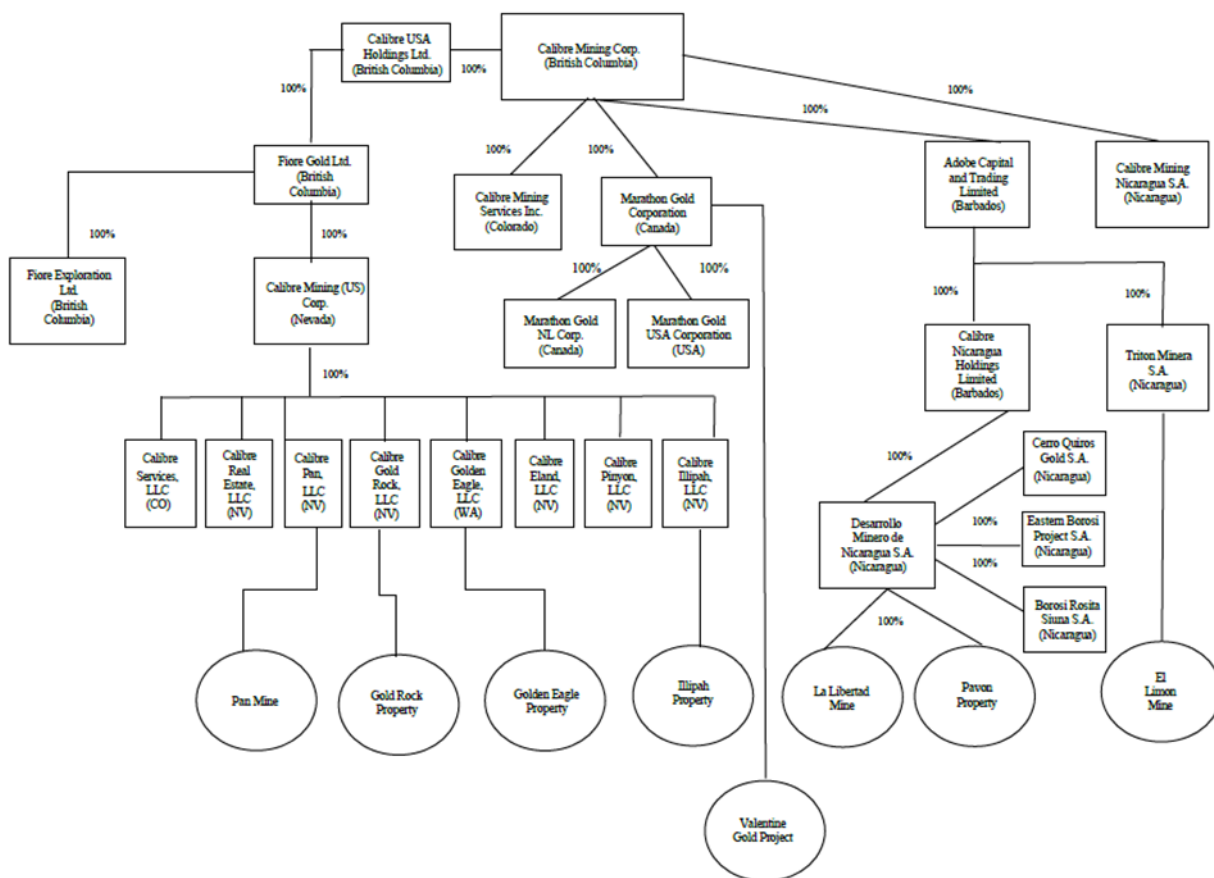 Calibre USA
Holdings Ltd.
(British Columbia)
100%
Calibre Mining Corp.
(British Columbia)
100%
100%
100%
100%
100%
Fiore Gold Ltd.
(British
Columbia)
Calibre Mining
Services Inc.
(Colorado)
Marathon Gold
Corporation
(Canada)
Adobe Capital
and Trading
Limited
(Barbados)
Calibre Mining
Nicaragua S.A.
(Nicaragua)
100%
100%
100%
100%
100%
100%
Fiore Exploration
Ltd.
(British
Columbia)
Calibre Mining (US)
Corp.
(Nevada)
Marathon Gold
NL Corp.
(Canada)
Marathon Gold
USA Corporation
(USA)
Calibre
Nicaragua
Holdings
Limited
(Barbados)
Triton Minera
S.A.
(Nicaragua)
100%
Calibre
Services,
LLC
(CO)
Calibre
Real
Estate,
LLC
(NV)
Calibre
Pan,
LLC
(NV)
Calibre
Gold
Rock,
LLC
(NV)
Calibre
Golden
Eagle,
LLC
(WA)
Calibre
Eland,
LLC
(NV)
Calibre
Pinyon,
LLC
(NV)
Calibre
Illipah,
LLC
(NV)
100%
Cerro Quiros
Gold S.A.
(Nicaragua)
Desarrollo
Minero de
Nicaragua S.A.
(Nicaragua)
100%
Eastern Borosi
Project S.A.
(Nicaragua)
100%
Borosi Rosita
Siuna S.A.
(Nicaragua)
100%
Pan Mine
Gold Rock
Property
Golden Eagle
Property
Illipah
Property
La Libertad
Mine
Pavon
Property
El
Limon
Mine
Valentine
Gold Project